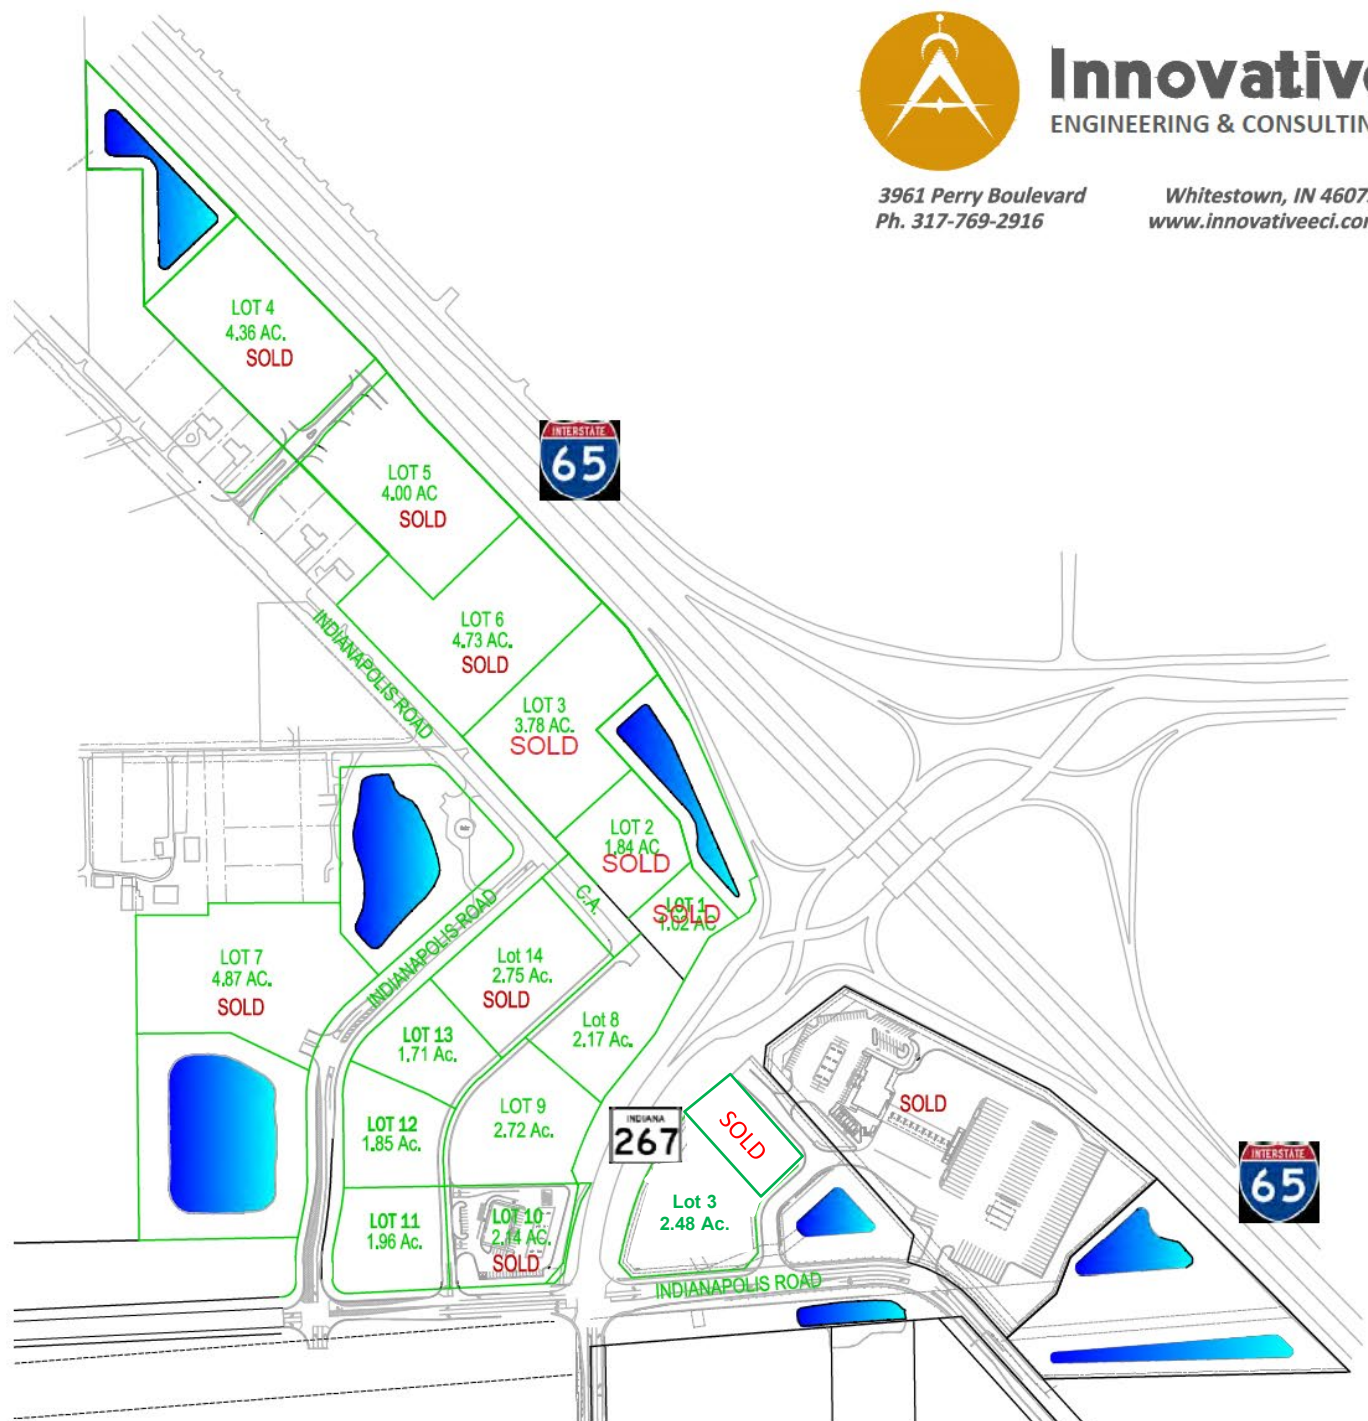 Innovative
ENGINEERING & CONSULTIN
3961 Perry Boulevard
Whitestown, IN 4607
Ph. 317-769-2916
www.innovativeeci.com
LOT 4
4.36 AC.
SOLD
INTERSTATE
65
LOT 5
4.00 AC
SOLD
LOT 6
4.73 AC.
SOLD
INDIANAPOLIS ROAD
LOT 3
3.78 AC.
SOLD
LOT 2
1.84 AC
SOLD
C.A.
LOT 1
SOLD
1.02 AC
INDIANAPOLIS ROAD
LOT 7
4.87 AC.
SOLD
Lot 14
2.75 Ac.
SOLD
Lot 8
2.17 Ac.
LOT 13
1.71 Ac.
LOT 9
2.72 Ac.
LOT 12
1.85 Ac.
INDIANA
267
SOLD
SOLD
INTERSTATE
65
Lot 3
2.48 Ac.
LOT 11
1.96 Ac.
LOT 10
2.14 AC.
SOLD
INDIANAPOLIS ROAD